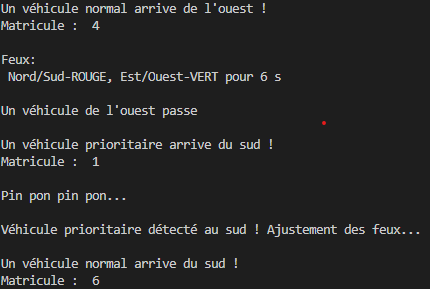 Un véhicule normal arrive de l'ouest !
Matricule :  4
Feux:
 Nord/Sud-ROUGE, Est/Ouest-VERT pour 6 s
Un véhicule de l'ouest passe
Un véhicule prioritaire arrive du sud !
Matricule :  1
Pin pon pin pon...
Véhicule prioritaire détecté au sud ! Ajustement des feux...
Un véhicule normal arrive du sud !
Matricule :  6